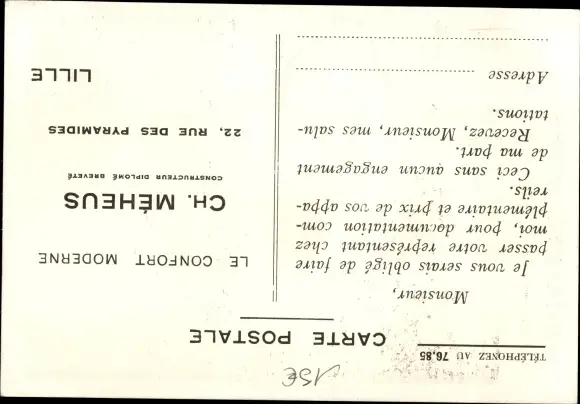 15€
TÉLÉPHONEZ AU 76,85
CARTE POSTALE
Monsieur,
Je vous serais obligé de faire
passer votre représentant chez
moi, pour documentation com-
plémentaire et prix de vos appa-
reils.
Ceci sans aucun engagement
de ma part.
Recevez, Monsieur, mes salu-
tations.
Adresse
LE CONFORT MODERNE
CH. MÉHEUS
CONSTRUCTEUR DIPLOMÉ BREVETÉ
22, RUE DES PYRAMIDES
LILLE